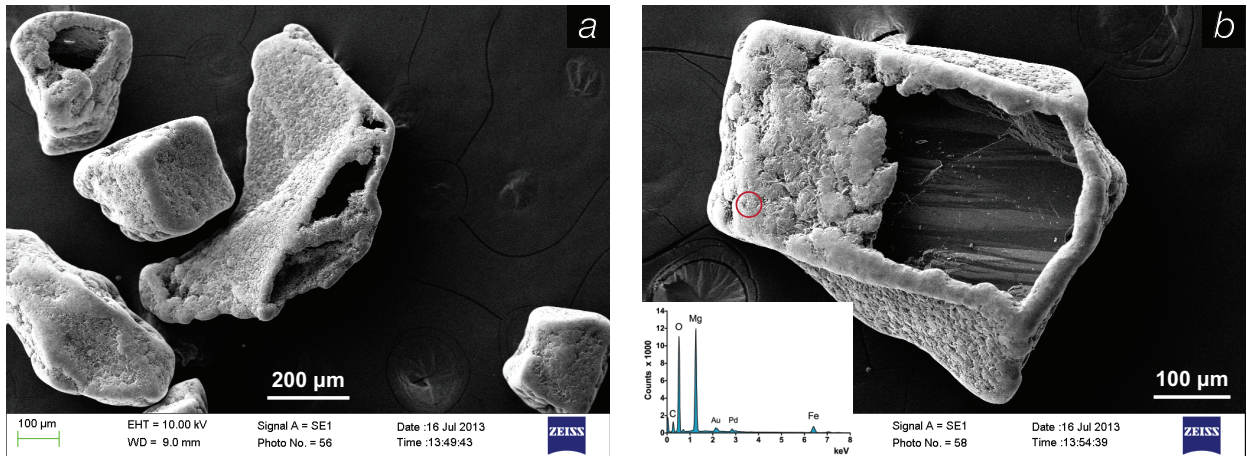 a
200 µm
100 µm
EHT = 10.00 kV
WD = 9.0 mm
Signal A = SE1
Photo No. = 56
Date :16 Jul 2013
Time :13:49:43
ZEISS
b
14
12
10
8
6
4
2
0
Counts x 1000
C
O
Mg
Au
Pd
Fe
0 1 2 3 4 5 6 7 8
keV
100 µm
Signal A = SE1
Photo No. = 58
Date :16 Jul 2013
Time :13:54:39
ZEISS